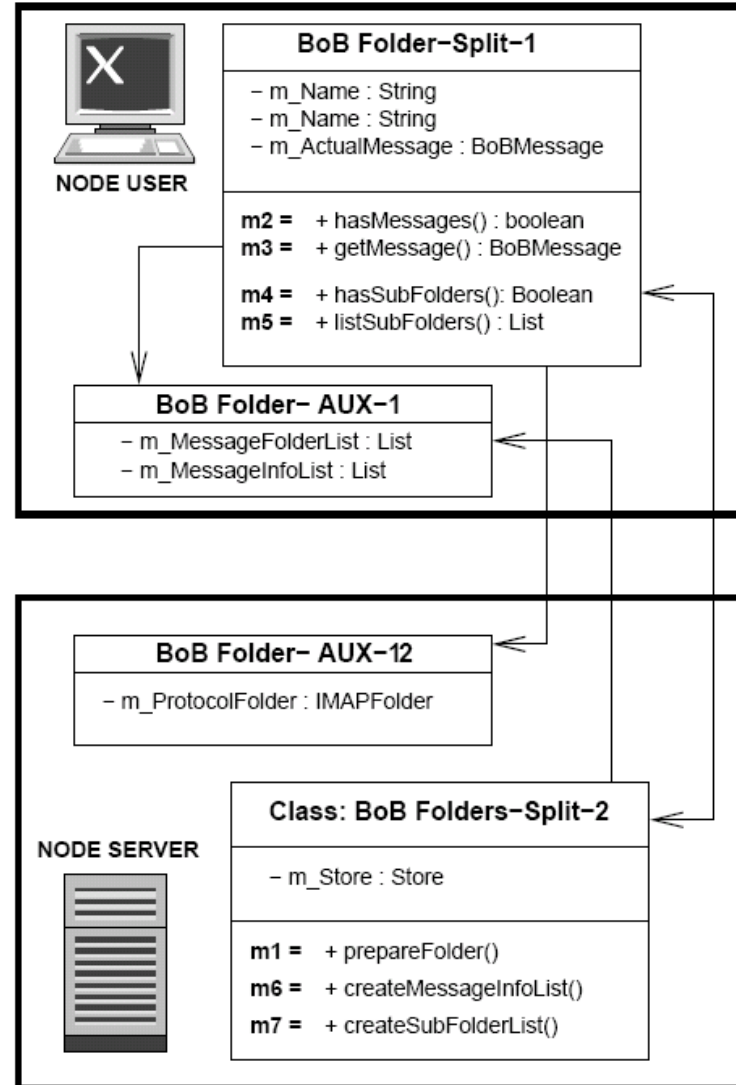 BoB Folder−Split−1
X
− m_Name : String
− m_Name : String
− m_ActualMessage : BoBMessage
NODE USER
m2 = + hasMessages() : boolean
m3 = + getMessage() : BoBMessage
m4 = + hasSubFolders(): Boolean
m5 = + listSubFolders() : List
BoB Folder− AUX−1
− m_MessageFolderList : List
− m_MessageInfoList : List
BoB Folder− AUX−12
− m_ProtocolFolder : IMAPFolder
Class: BoB Folders−Split−2
NODE SERVER
− m_Store : Store
m1 = + prepareFolder()
m6 = + createMessageInfoList()
m7 = + createSubFolderList()